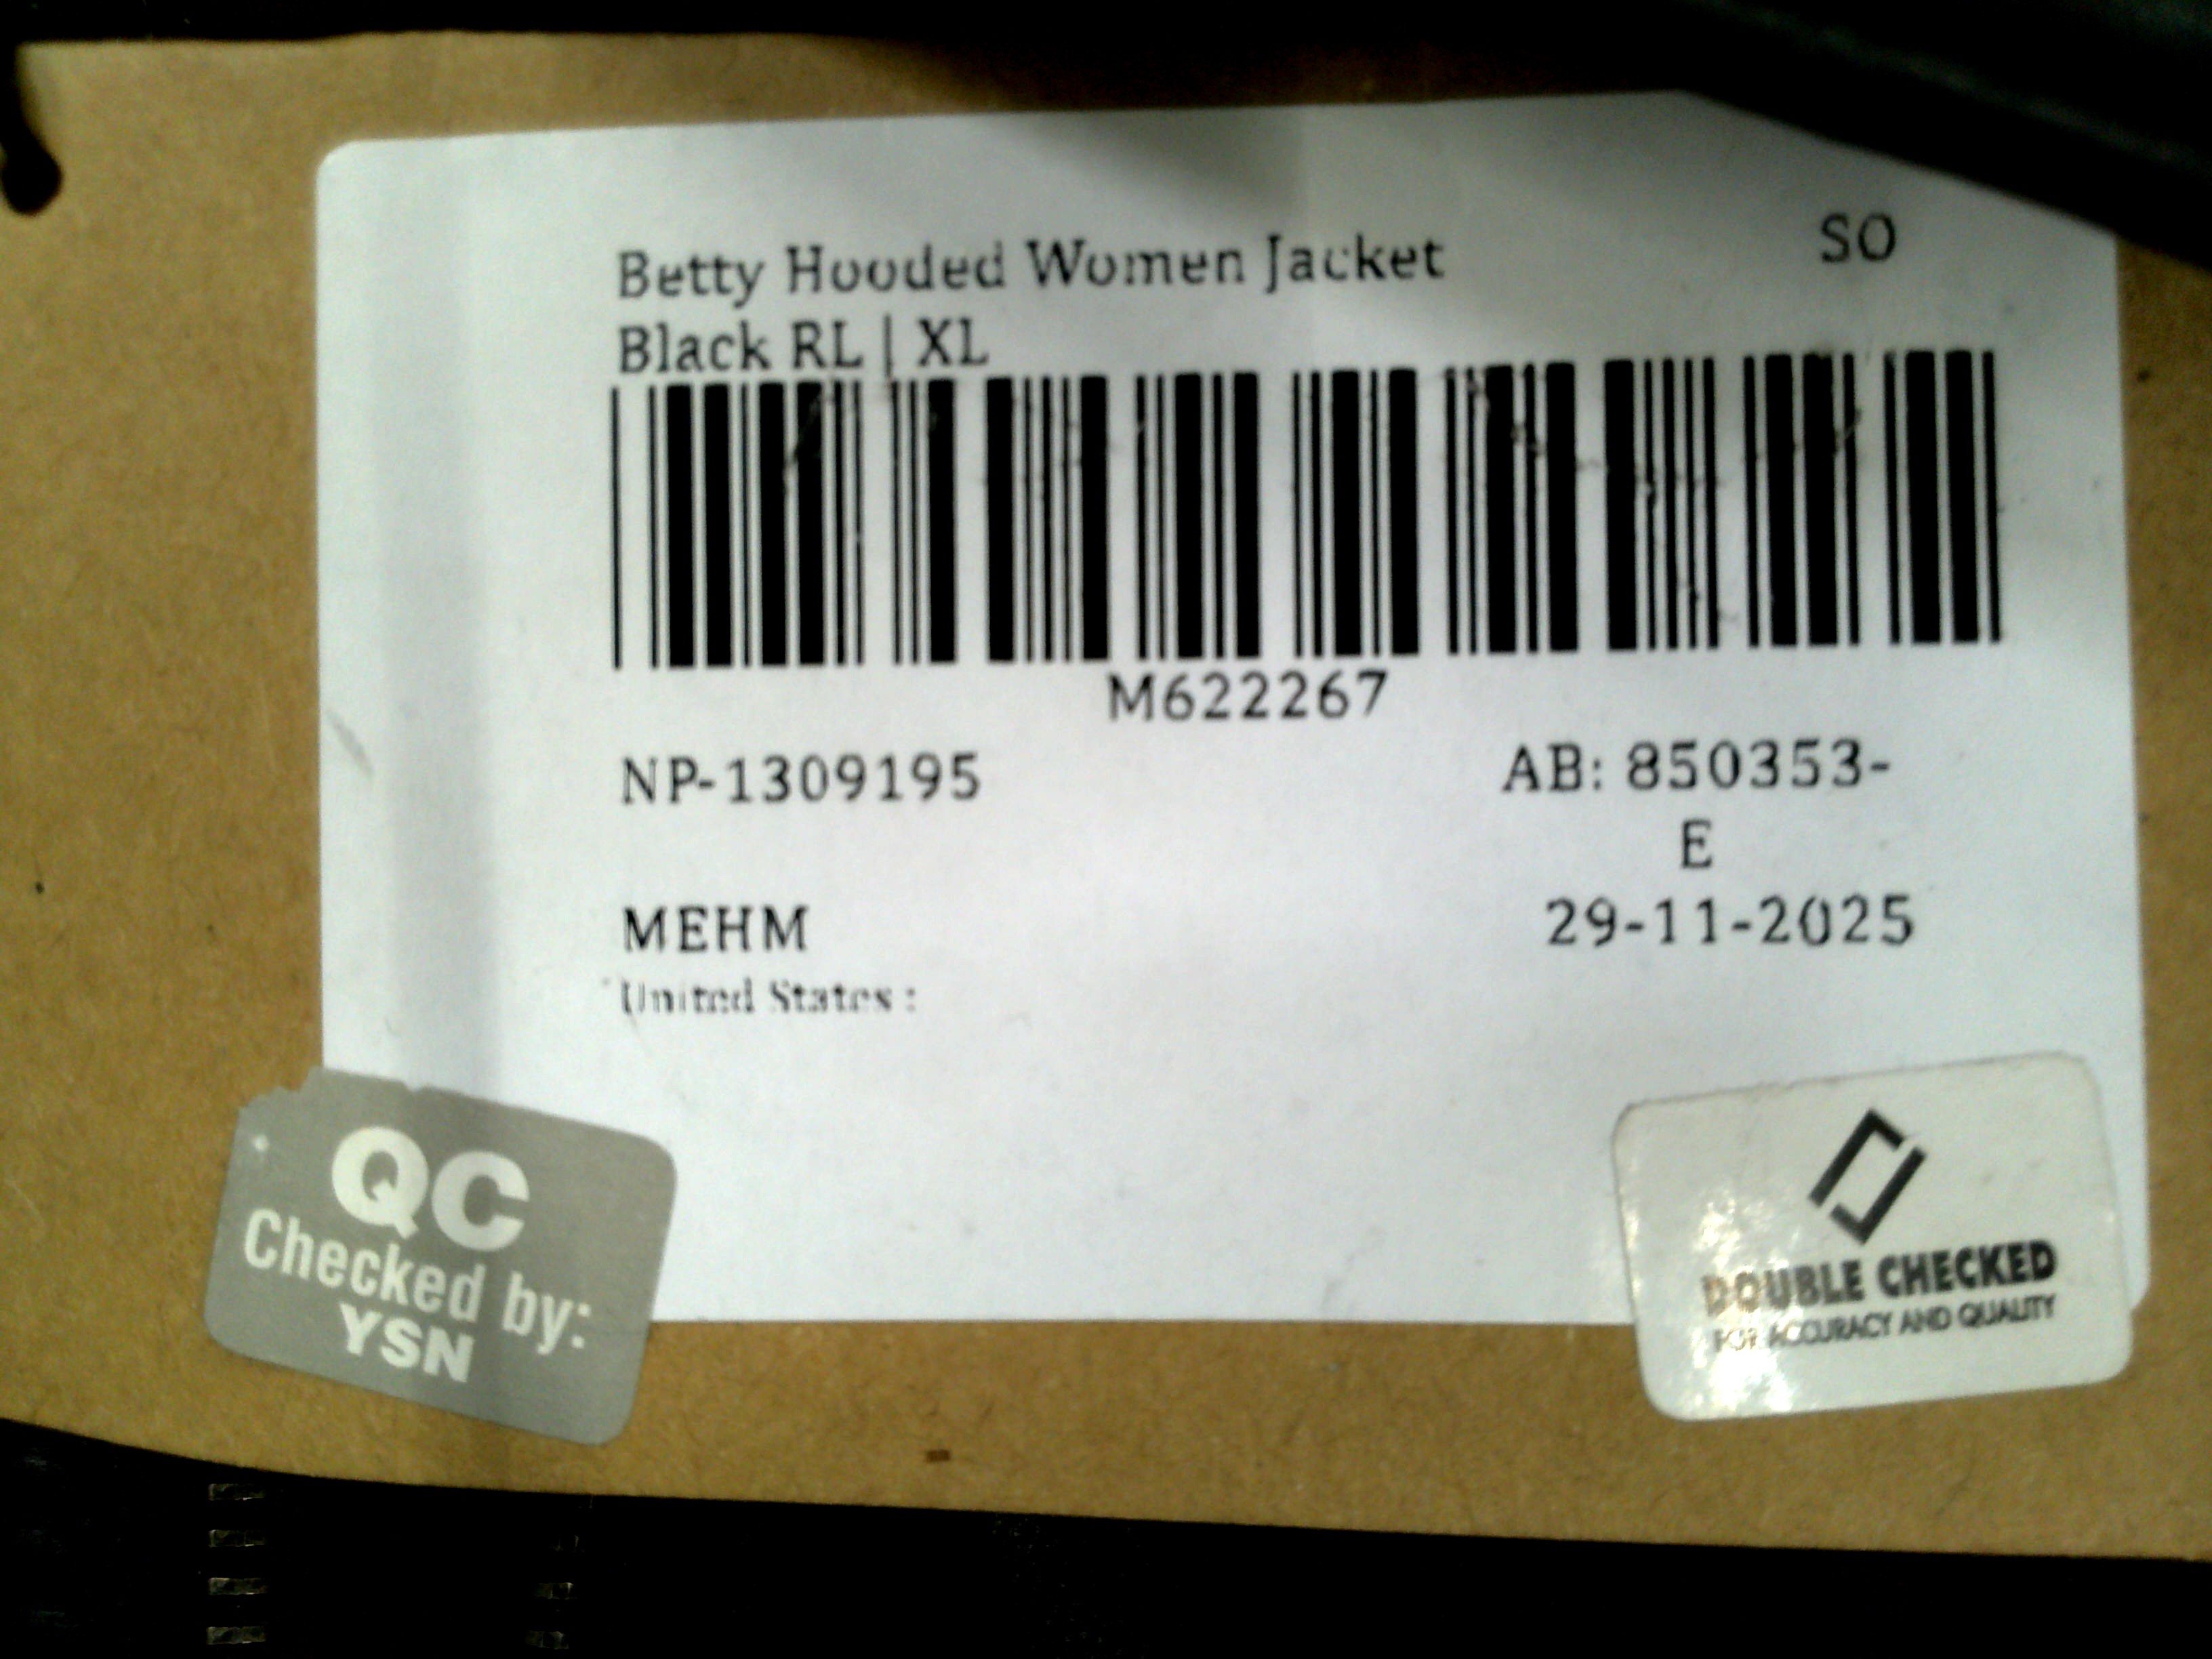 Betty Hooded Women Jacket
SO
Black RL | XL
M622267
NP-1309195
AB: 850353-
E
MEHM
29-11-2025
United States :
QC
Checked by:
YSN
DOUBLE CHECKED
FOR ACCURACY AND QUALITY